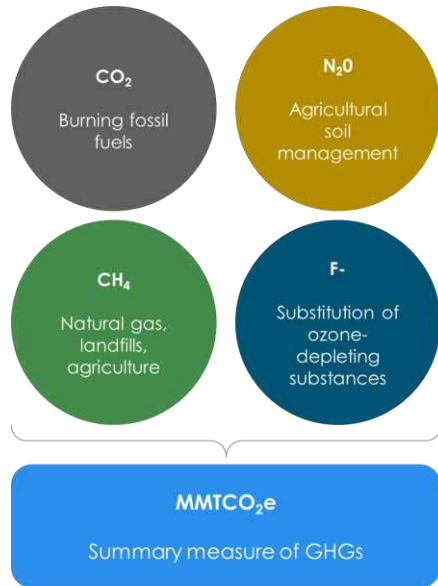 CO₂
Burning fossil
fuels
N₂0
Agricultural
soil
management
CH₄
Natural gas,
landfills,
agriculture
F-
Substitution of
ozone-
depleting
substances
MMTCO₂e
Summary measure of GHGs